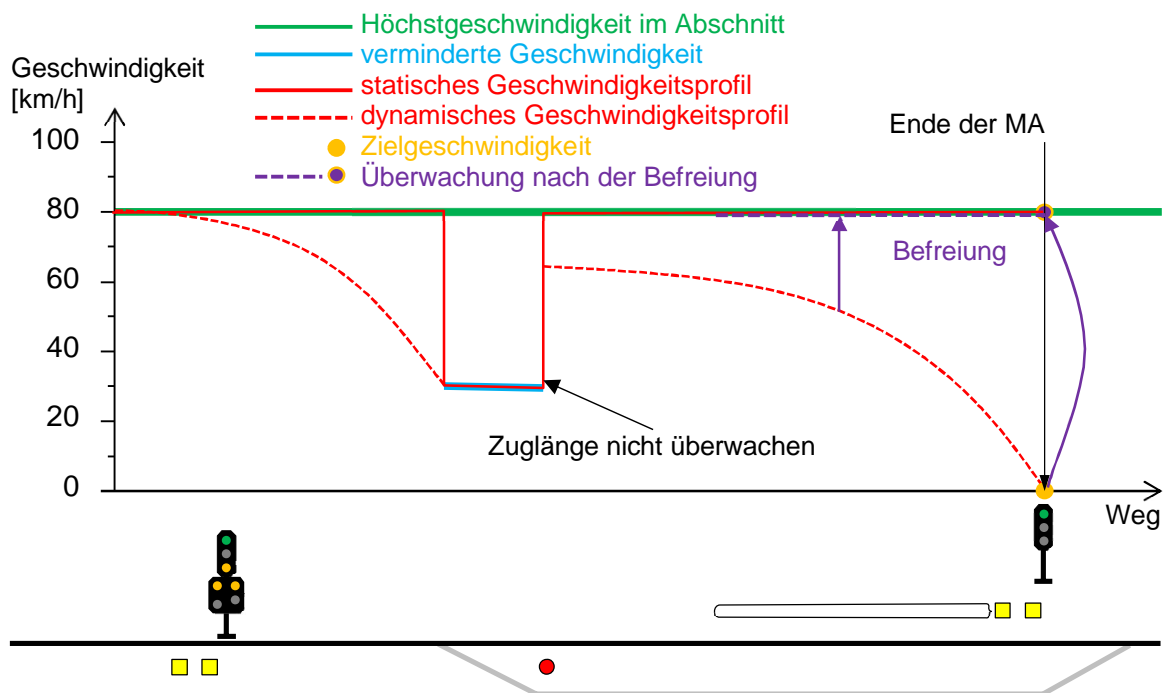 Höchstgeschwindigkeit im Abschnitt
verminderte Geschwindigkeit
statisches Geschwindigkeitsprofil
dynamisches Geschwindigkeitsprofil
Zielgeschwindigkeit
Überwachung nach der Befreiung
Geschwindigkeit
[km/h]
Ende der MA
100
80
60
40
20
0
Befreiung
Zuglänge nicht überwachen
Weg